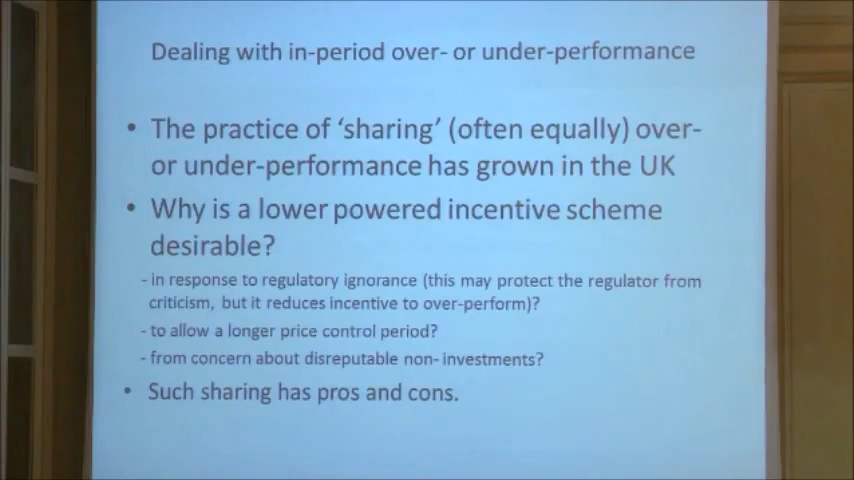 Dealing with in-period over- or under-performance
• The practice of ‘sharing’ (often equally) over-
or under-performance has grown in the UK
• Why is a lower powered incentive scheme
desirable?
- in response to regulatory ignorance (this may protect the regulator from
criticism, but it reduces incentive to over-perform)?
- to allow a longer price control period?
- from concern about disreputable non- investments?
• Such sharing has pros and cons.